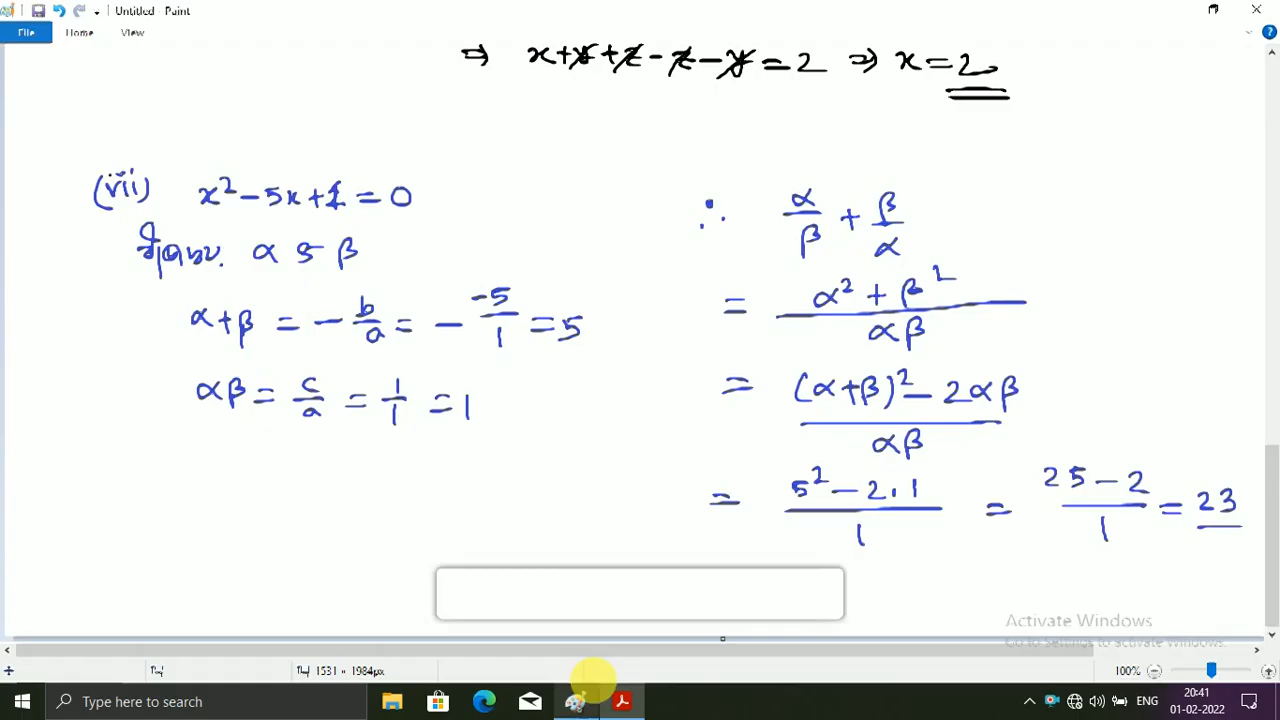 Untitled - Paint
File Home View
⇒ x+y+z-z-y=2 ⇒ x=2
(vii) x²-5x+1=0
α ও β
α+β = -b/a = - -5/1 = 5
αβ = c/a = 1/1 = 1
∴ α/β + β/α
= (α²+β²)/αβ
= ((α+β)²-2αβ)/αβ
= (5²-2.1)/1 = (25-2)/1 = 23
Activate Windows
Go to Settings to activate Windows.
1531 × 1984px 100%
Type here to search
ENG
20:41
01-02-2022